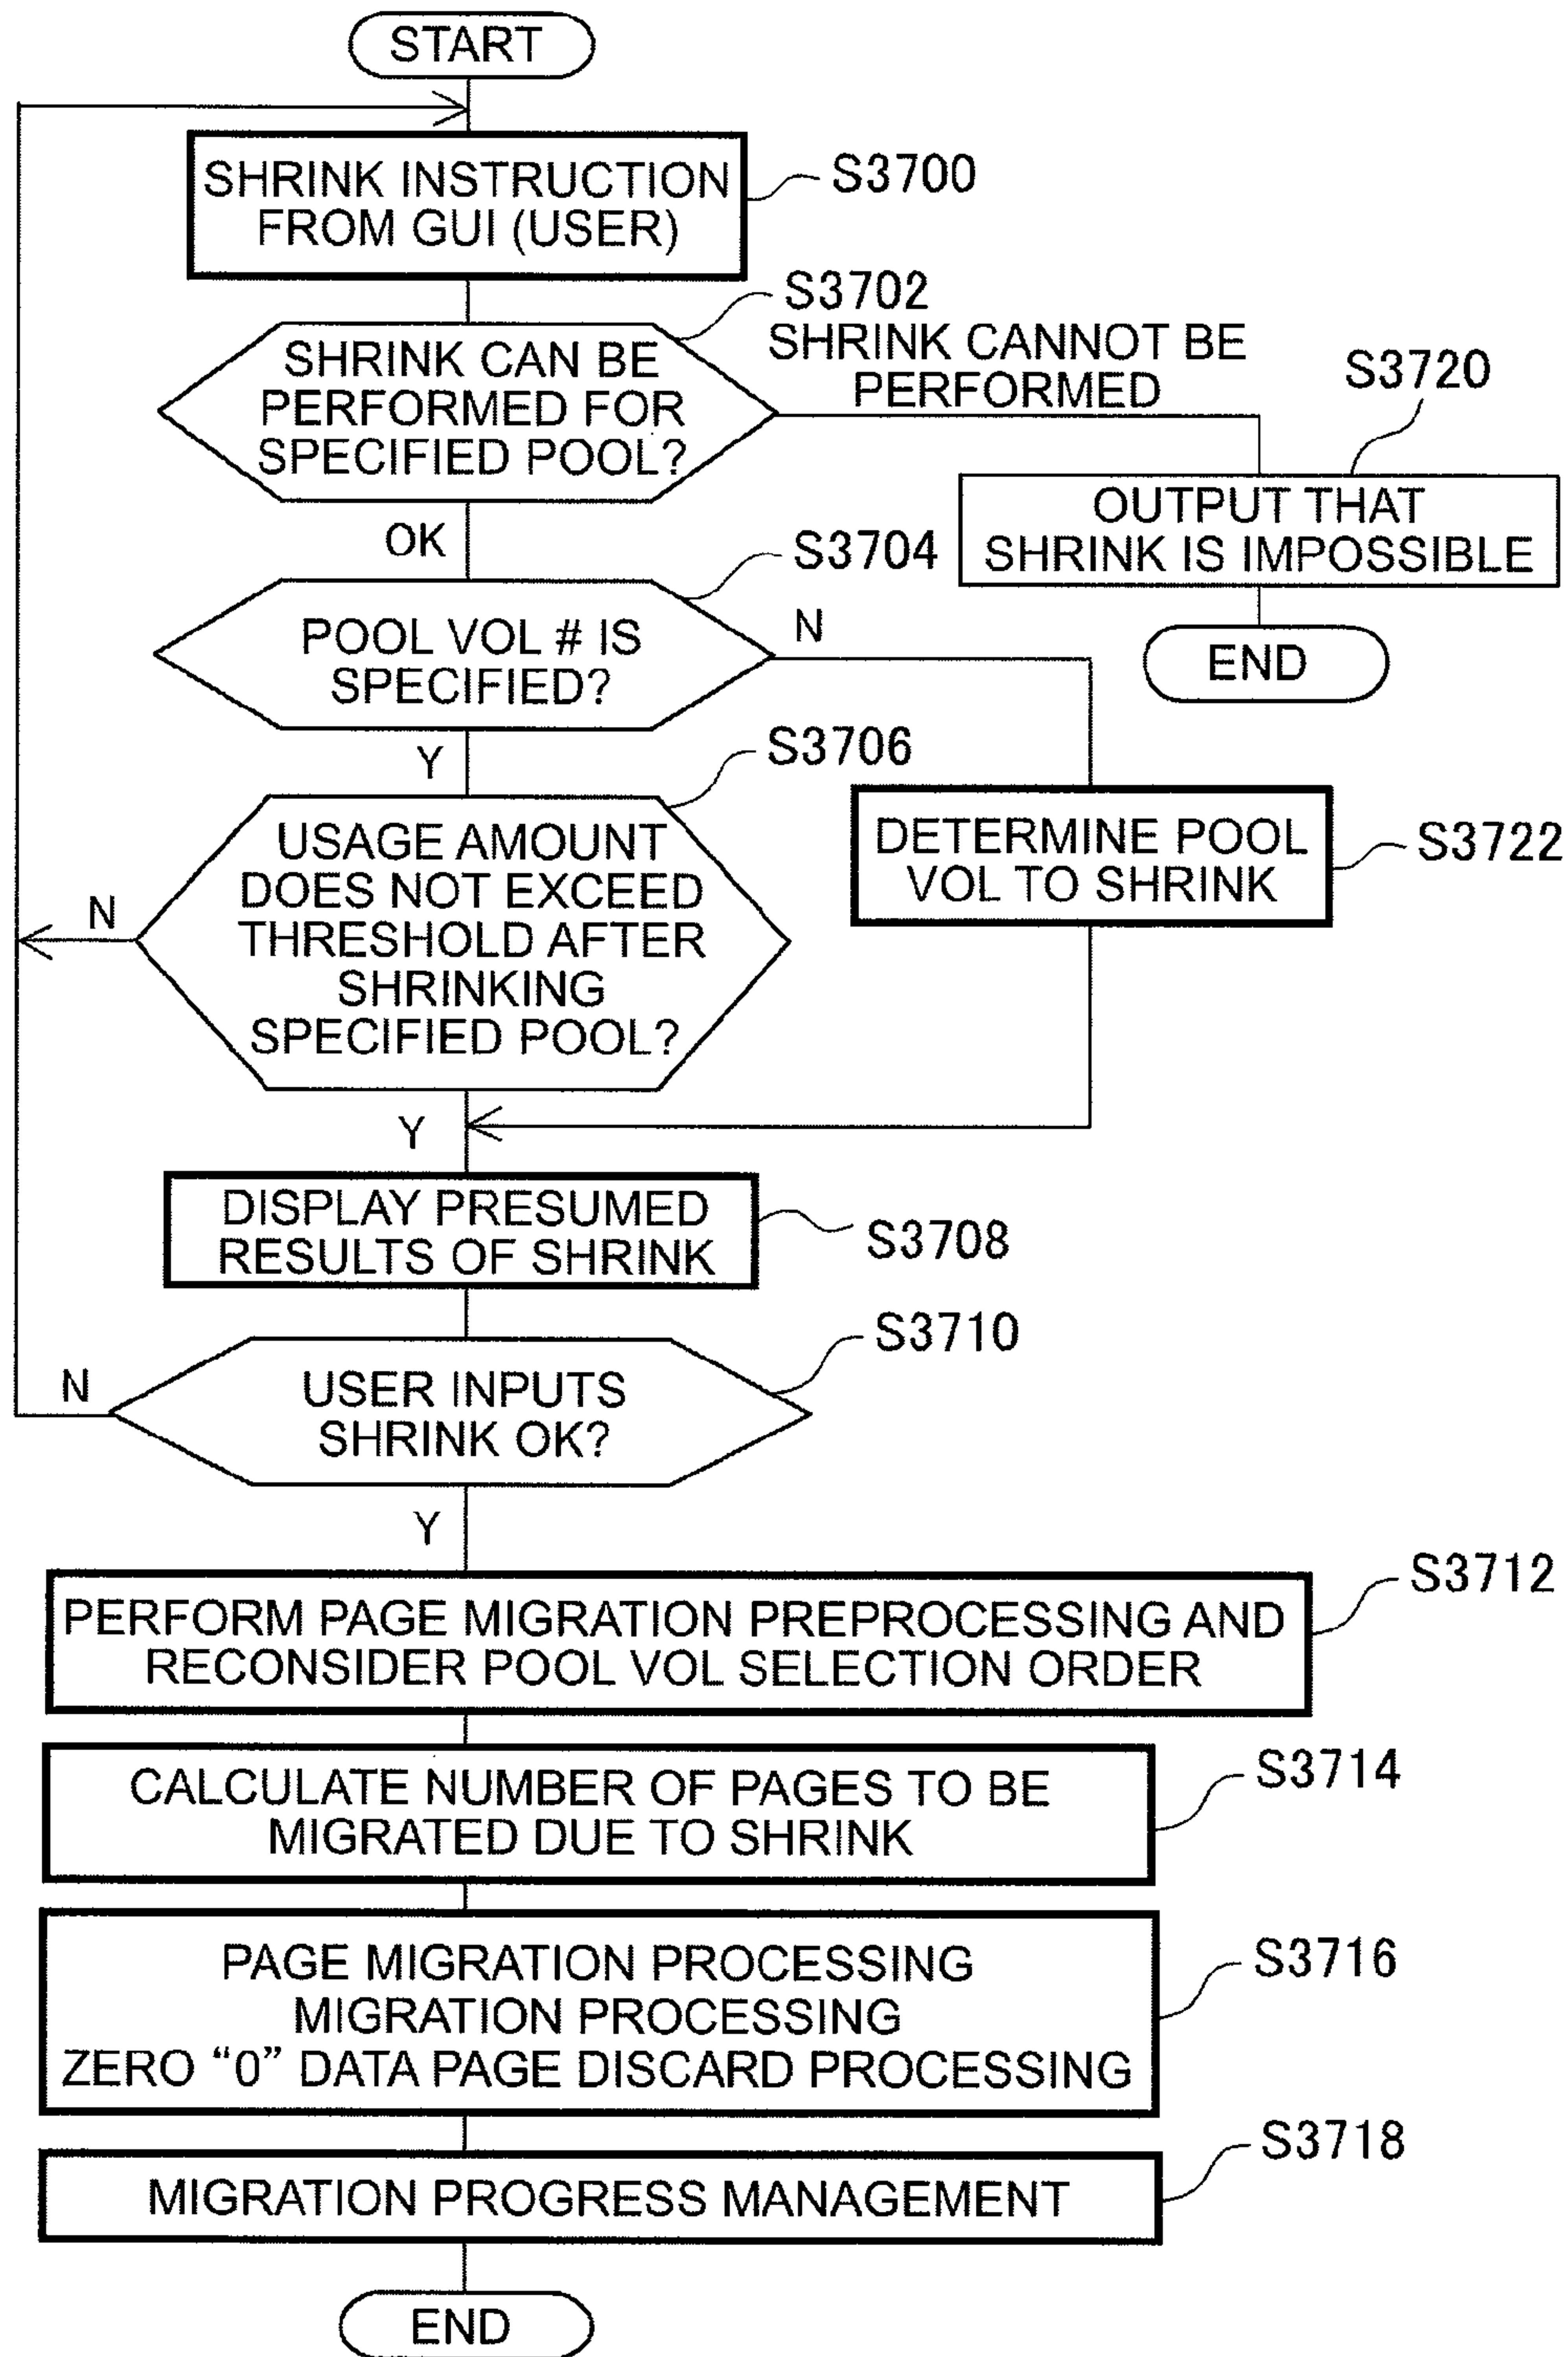 START
SHRINK INSTRUCTION
FROM GUI (USER)
S3700
S3702
SHRINK CAN BE
PERFORMED FOR
SPECIFIED POOL?
SHRINK CANNOT BE
PERFORMED
S3720
OUTPUT THAT
SHRINK IS IMPOSSIBLE
END
OK
S3704
POOL VOL # IS
SPECIFIED?
N
Y
S3706
USAGE AMOUNT
DOES NOT EXCEED
THRESHOLD AFTER
SHRINKING
SPECIFIED POOL?
N
DETERMINE POOL
VOL TO SHRINK
S3722
Y
DISPLAY PRESUMED
RESULTS OF SHRINK
S3708
S3710
USER INPUTS
SHRINK OK?
N
Y
S3712
PERFORM PAGE MIGRATION PREPROCESSING AND
RECONSIDER POOL VOL SELECTION ORDER
S3714
CALCULATE NUMBER OF PAGES TO BE
MIGRATED DUE TO SHRINK
S3716
PAGE MIGRATION PROCESSING
MIGRATION PROCESSING
ZERO “0” DATA PAGE DISCARD PROCESSING
S3718
MIGRATION PROGRESS MANAGEMENT
END